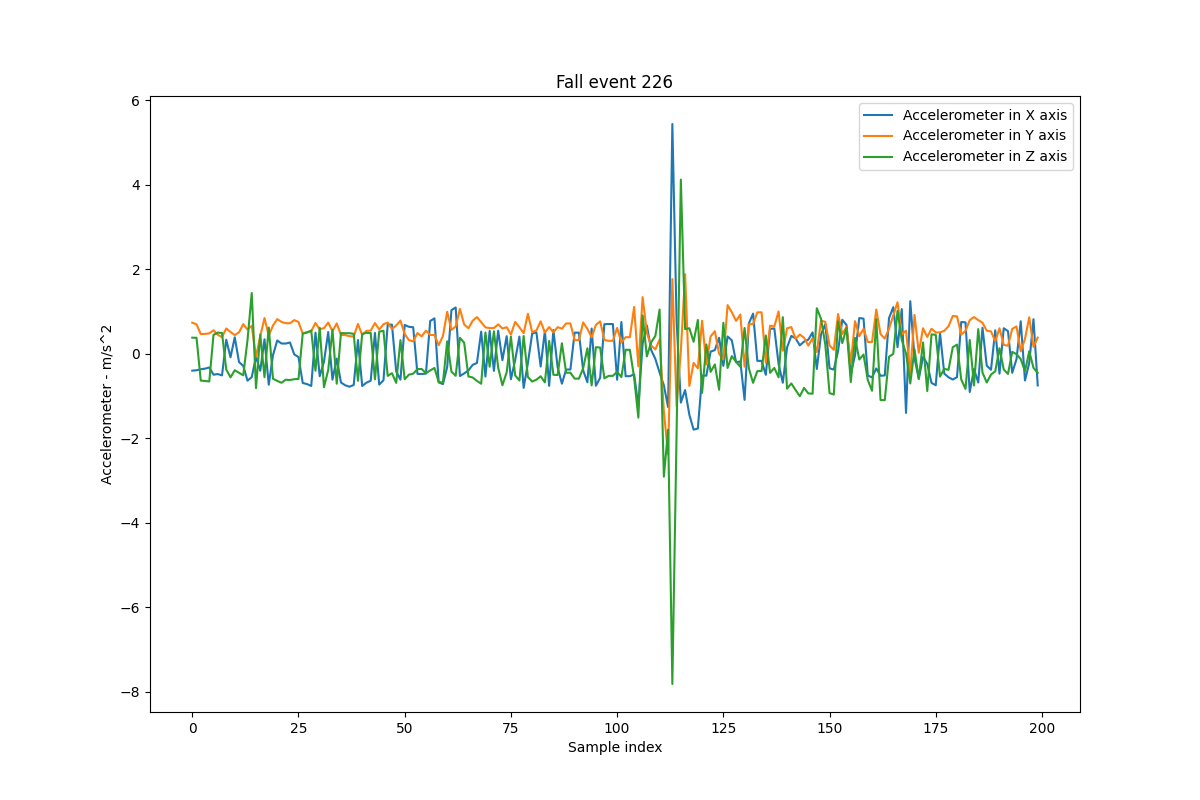 Fall event 226
Accelerometer in X axis
Accelerometer in Y axis
Accelerometer in Z axis
Accelerometer - m/s^2
6
4
2
0
−2
−4
−6
−8
0 25 50 75 100 125 150 175 200
Sample index